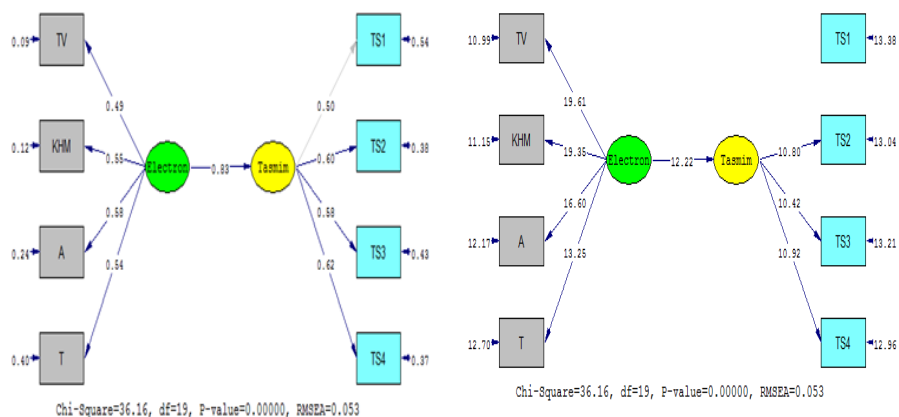 0.09 TV
0.49
0.12 KHM
0.55
0.24 A
0.58
0.40 T
0.54
Electron
0.83
Tasmim
0.50
TS1 0.54
0.60
TS2 0.38
0.58
TS3 0.43
0.62
TS4 0.37
Chi-Square=36.16, df=19, P-value=0.00000, RMSEA=0.053
10.99 TV
19.61
11.15 KHM
19.35
12.17 A
16.60
12.70 T
13.25
Electron
12.22
Tasmim
TS1 13.38
10.80
TS2 13.04
10.42
TS3 13.21
10.92
TS4 12.96
Chi-Square=36.16, df=19, P-value=0.00000, RMSEA=0.053